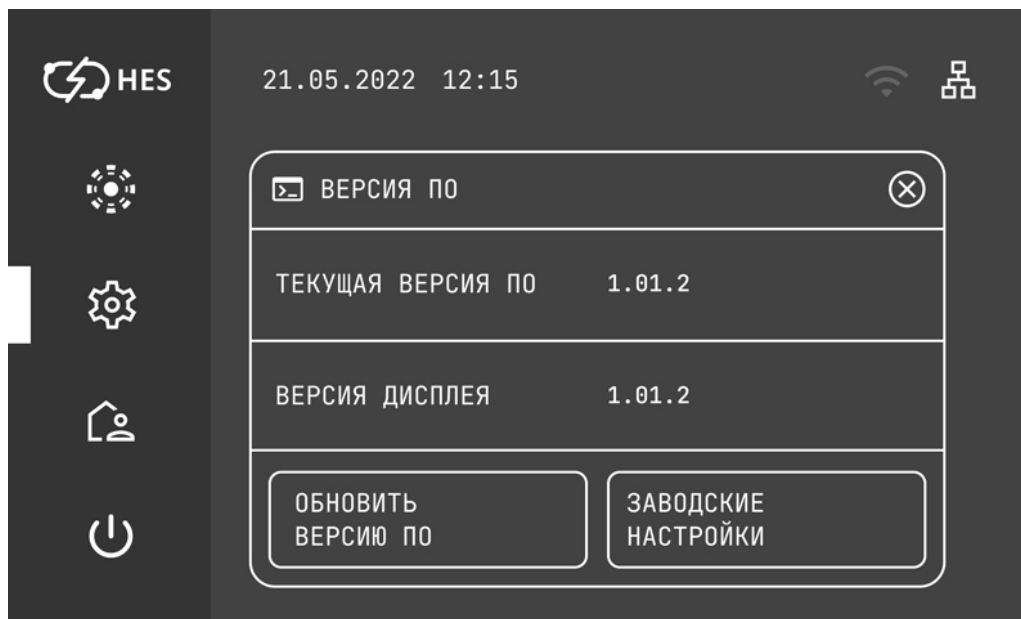 HES
21.05.2022 12:15
ВЕРСИЯ ПО
ТЕКУЩАЯ ВЕРСИЯ ПО 1.01.2
ВЕРСИЯ ДИСПЛЕЯ 1.01.2
ОБНОВИТЬ
ВЕРСИЮ ПО
ЗАВОДСКИЕ
НАСТРОЙКИ